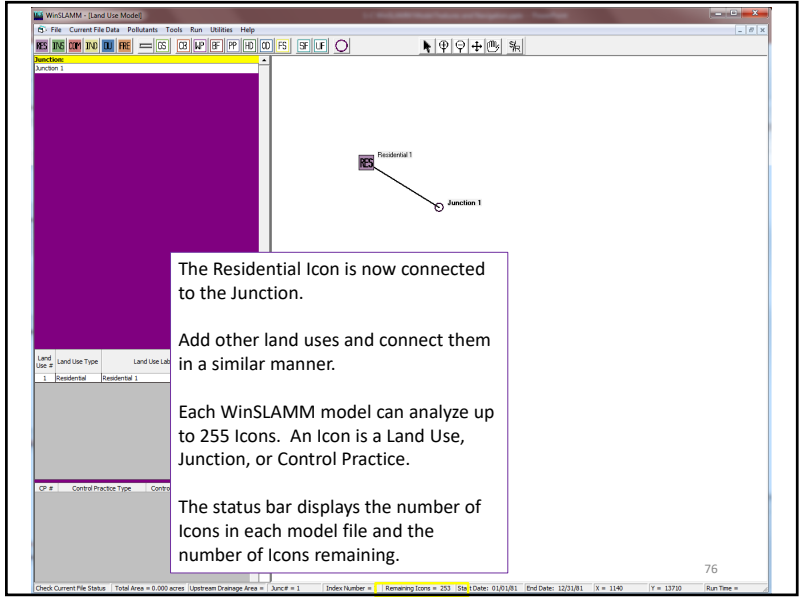 WinSLAMM - [Land Use Model]
File Current File Data Pollutants Tools Run Utilities Help
RES INS COM IND OU FRE DS CB WP BF PP HD CO FS SF UF S/R
Junction:
Junction 1
Residential 1
RES
Junction 1
The Residential Icon is now connected
to the Junction.
Add other land uses and connect them
in a similar manner.
Each WinSLAMM model can analyze up
to 255 Icons. An Icon is a Land Use,
Junction, or Control Practice.
The status bar displays the number of
Icons in each model file and the
number of Icons remaining.
Land Use # Land Use Type Land Use Lab
1 Residential Residential 1
CP # Control Practice Type Contro
76
Check Current File Status Total Area = 0.000 acres Upstream Drainage Area = Junc# = 1 Index Number = Remaining Icons = 253 Start Date: 01/01/81 End Date: 12/31/81 X = 1140 Y = 13710 Run Time =